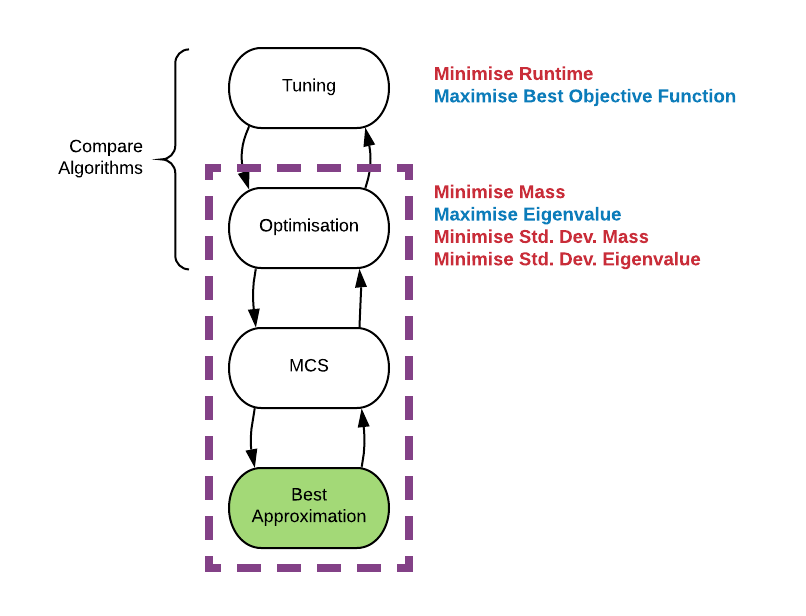 Tuning
Minimise Runtime
Maximise Best Objective Function
Compare
Algorithms
Optimisation
Minimise Mass
Maximise Eigenvalue
Minimise Std. Dev. Mass
Minimise Std. Dev. Eigenvalue
MCS
Best
Approximation